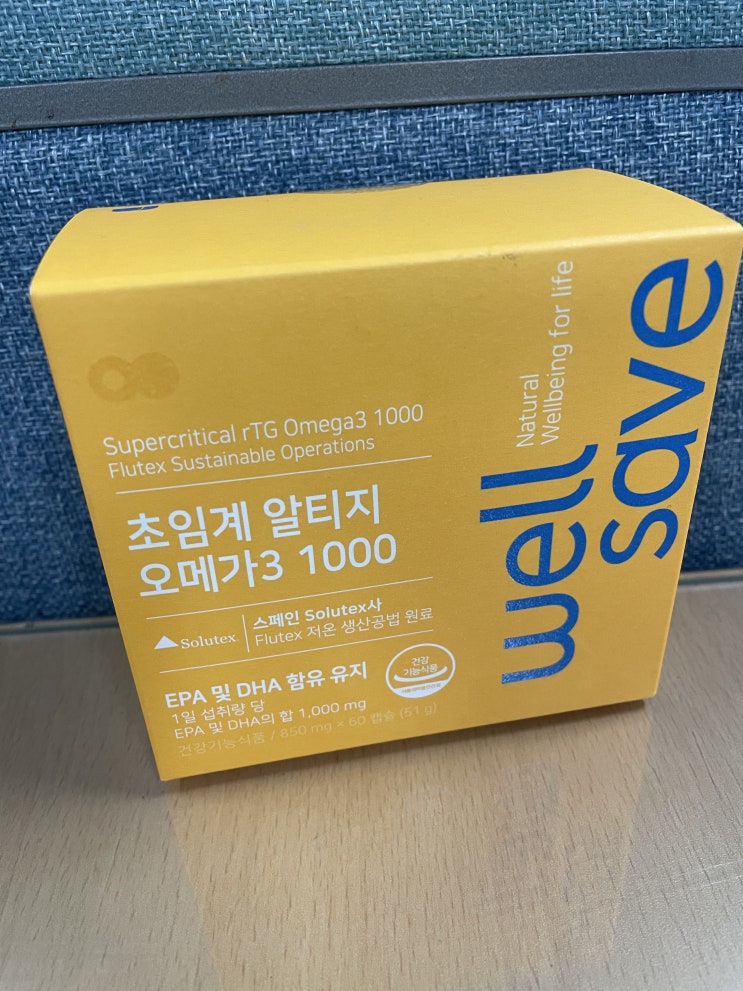 Supercritical rTG Omega3 1000
Flutex Sustainable Operations
초임계 알티지
오메가3 1000
Solutex
스페인 Solutex사
Flutex 저온 생산공법 원료
EPA 및 DHA 함유 유지
1일 섭취량 당
EPA 및 DHA의 합 1,000 mg
건강기능식품 / 850 mg × 60 캡슐 (51 g)
건강
기능식품
Natural
Wellbeing for life
well
save